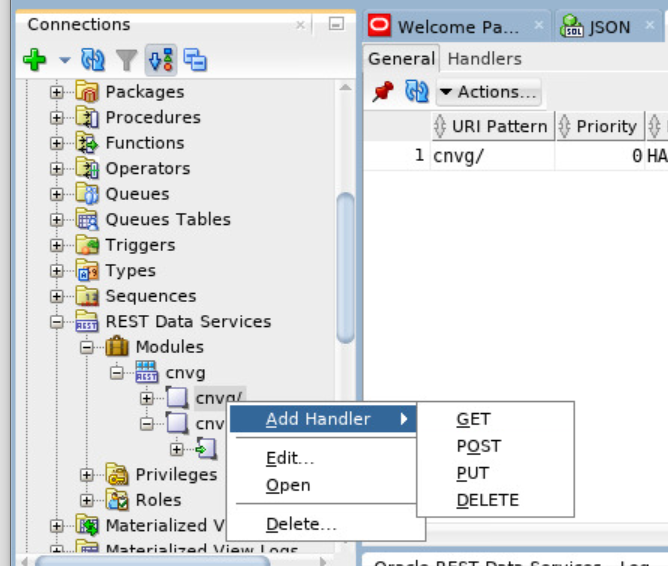 Connections
Packages
Procedures
Functions
Operators
Queues
Queues Tables
Triggers
Types
Sequences
REST Data Services
Modules
cnvg
cnvg/
cnv
Privileges
Roles
Materialized V
Materialized View Logs
Add Handler
Edit...
Open
Delete...
GET
POST
PUT
DELETE
Welcome Pa... JSON
General Handlers
Actions...
URI Pattern Priority
1 cnvg/ 0 HA
Oracle REST Data Services - Log